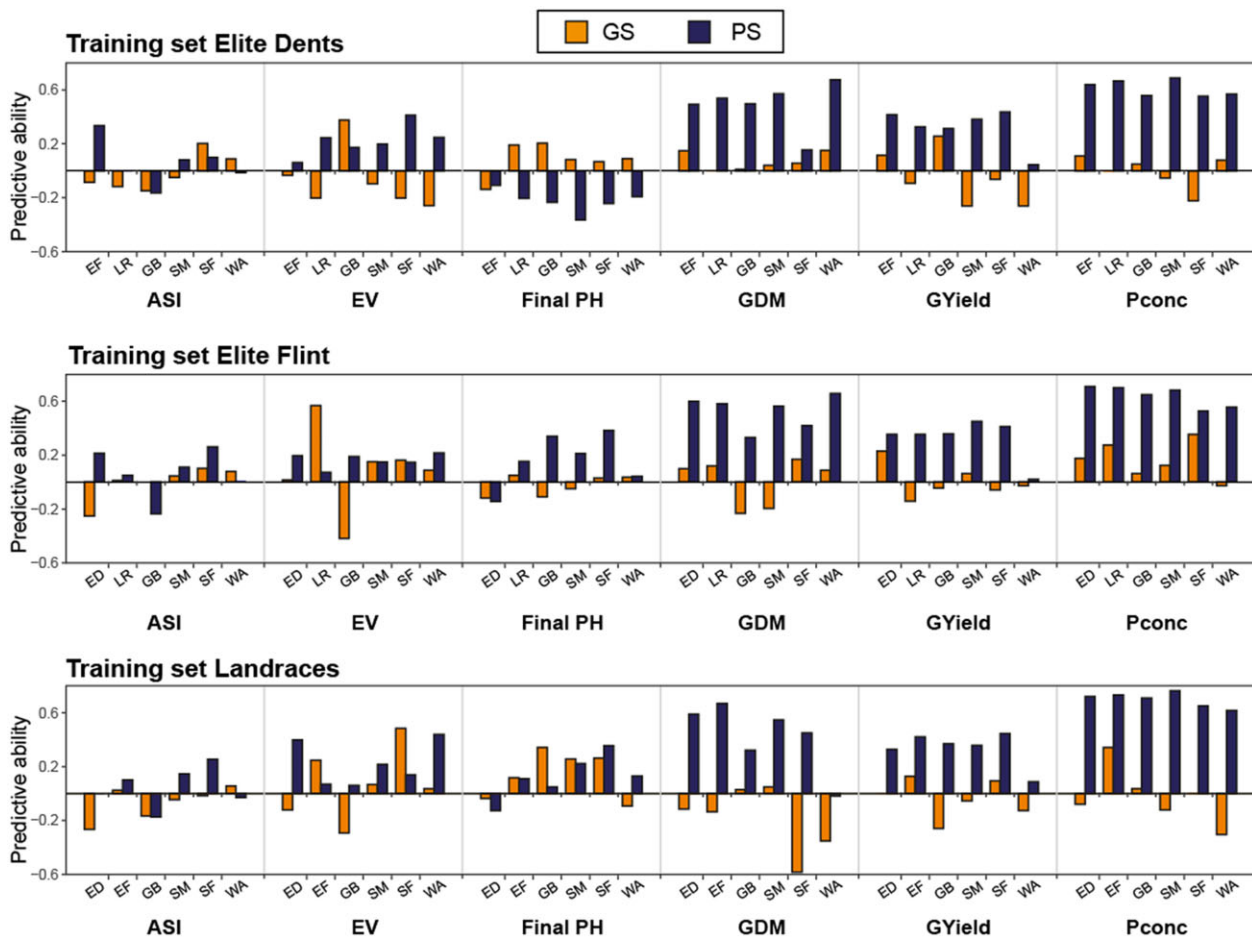 GS PS
Training set Elite Dents
Predictive ability
0.6
0.2
−0.2
−0.6
EF LR GB SM SF WA EF LR GB SM SF WA EF LR GB SM SF WA EF LR GB SM SF WA EF LR GB SM SF WA EF LR GB SM SF WA
ASI EV Final PH GDM GYield Pconc
Training set Elite Flint
Predictive ability
0.6
0.2
−0.2
−0.6
ED LR GB SM SF WA ED LR GB SM SF WA ED LR GB SM SF WA ED LR GB SM SF WA ED LR GB SM SF WA ED LR GB SM SF WA
ASI EV Final PH GDM GYield Pconc
Training set Landraces
Predictive ability
0.6
0.2
−0.2
−0.6
ED EF GB SM SF WA ED EF GB SM SF WA ED EF GB SM SF WA ED EF GB SM SF WA ED EF GB SM SF WA ED EF GB SM SF WA
ASI EV Final PH GDM GYield Pconc